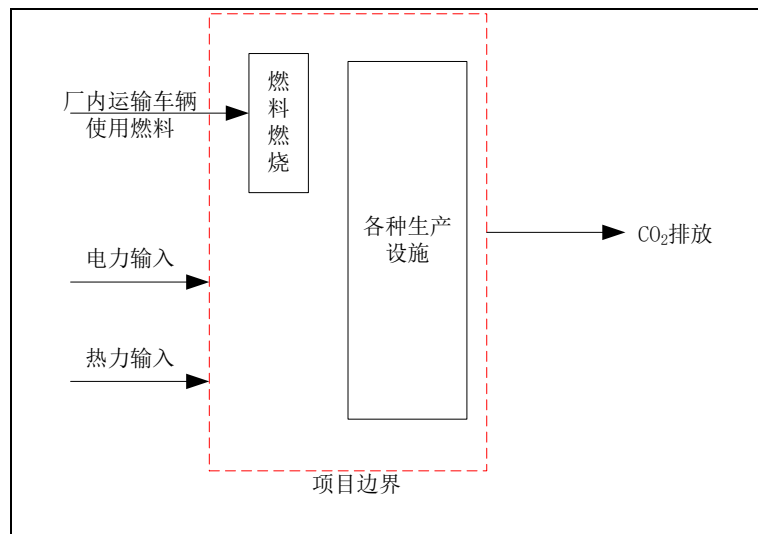 厂内运输车辆
使用燃料
燃
料
燃
烧
各种生产
设施
CO₂排放
电力输入
热力输入
项目边界